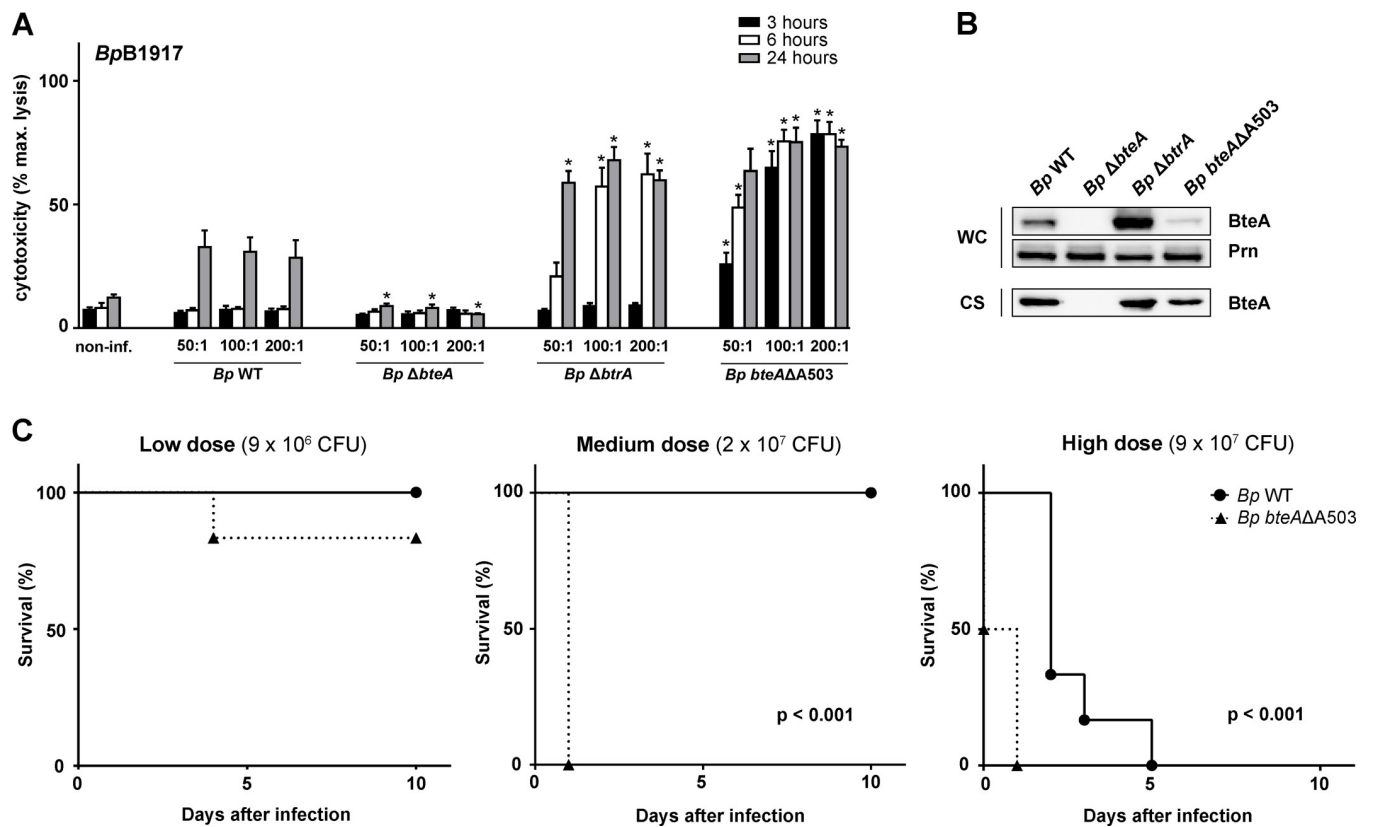 A
BpB1917
3 hours
6 hours
24 hours
cytotoxicity (% max. lysis)
100
50
0
* * * * * * * * * * * * * * * * *
non-inf.
50:1 100:1 200:1
Bp WT
50:1 100:1 200:1
Bp ΔbteA
50:1 100:1 200:1
Bp ΔbtrA
50:1 100:1 200:1
Bp bteAΔA503
B
Bp WT
Bp ΔbteA
Bp ΔbtrA
Bp bteAΔA503
WC
BteA
Prn
CS
BteA
C
Low dose (9 x 10⁶ CFU)
Survival (%)
100
50
0
0 5 10
Days after infection
Medium dose (2 x 10⁷ CFU)
Survival (%)
100
50
0
p < 0.001
0 5 10
Days after infection
High dose (9 x 10⁷ CFU)
Bp WT
Bp bteAΔA503
Survival (%)
100
50
0
p < 0.001
0 5 10
Days after infection